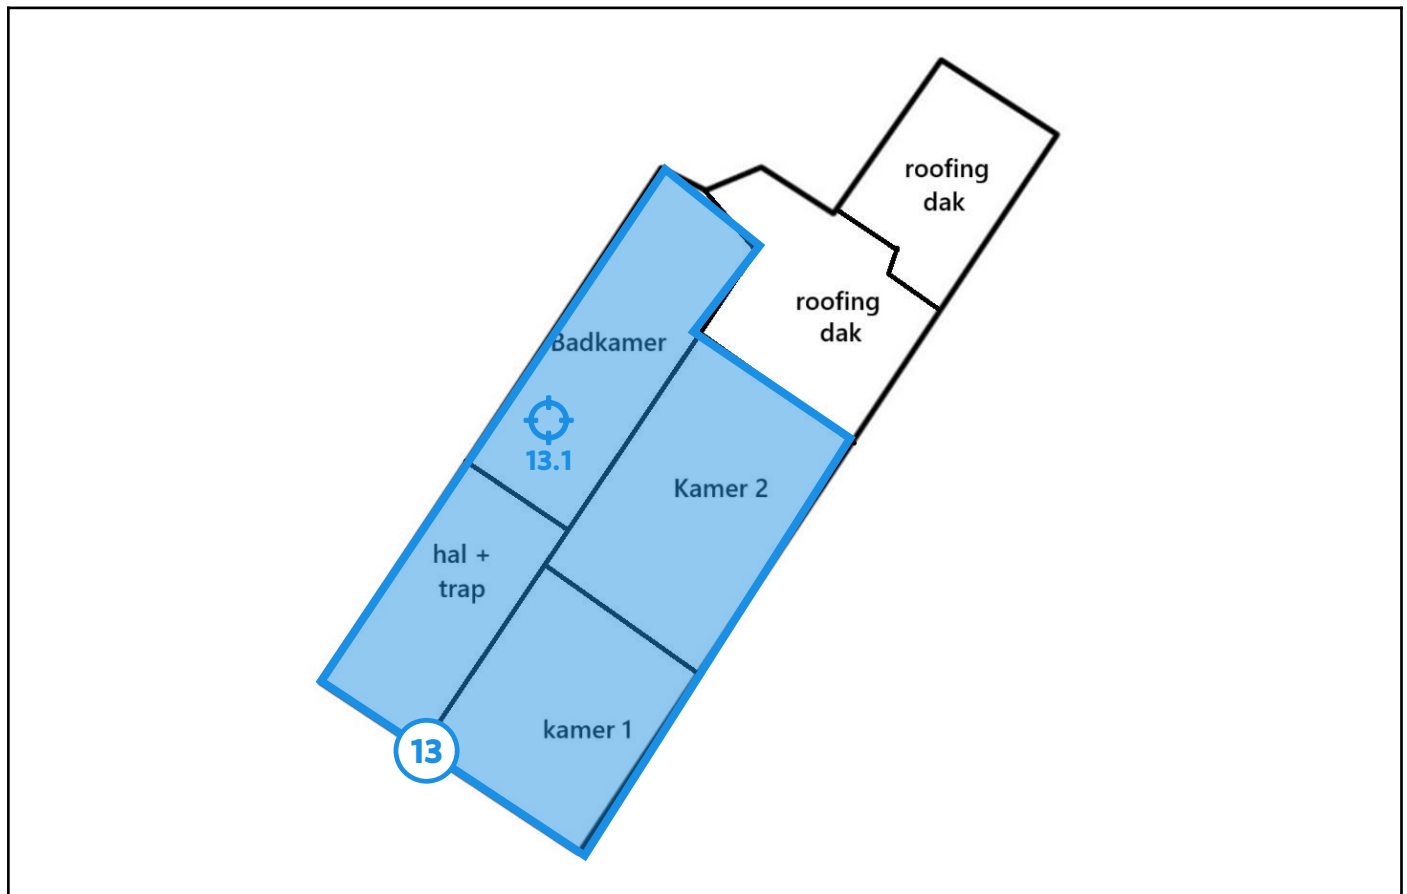 roofing
dak
roofing
dak
Badkamer
13.1
Kamer 2
hal +
trap
kamer 1
13